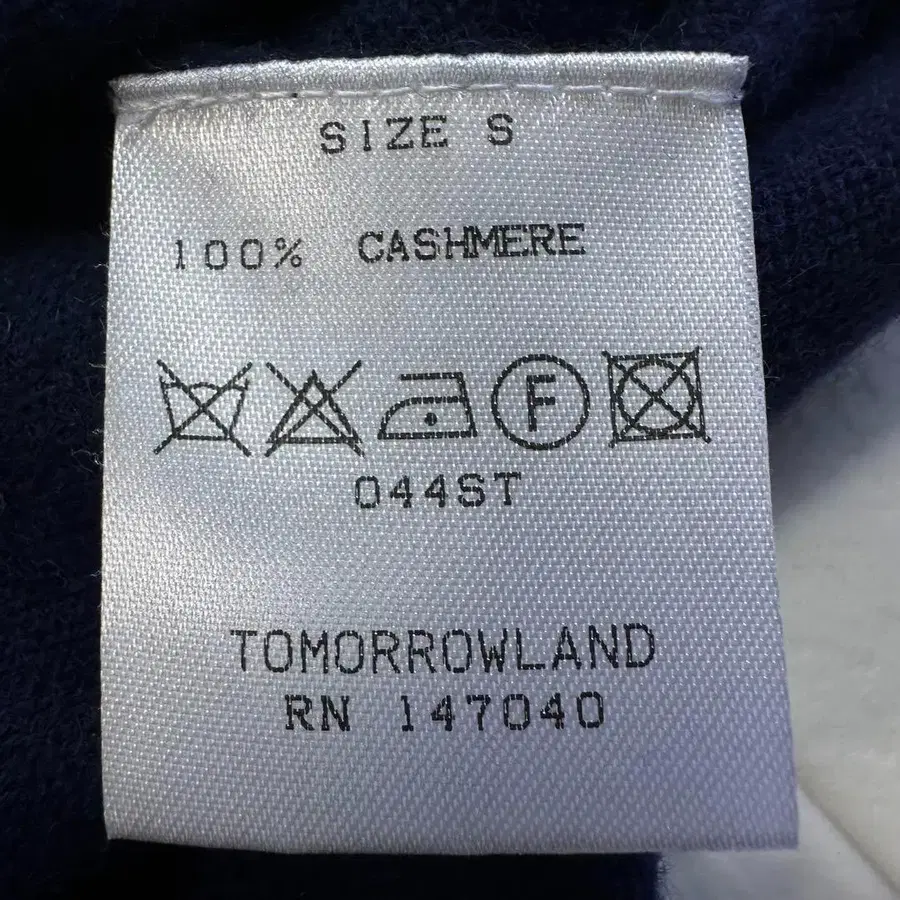 SIZE S
100% CASHMERE
F
044ST
TOMORROWLAND
RN 147040